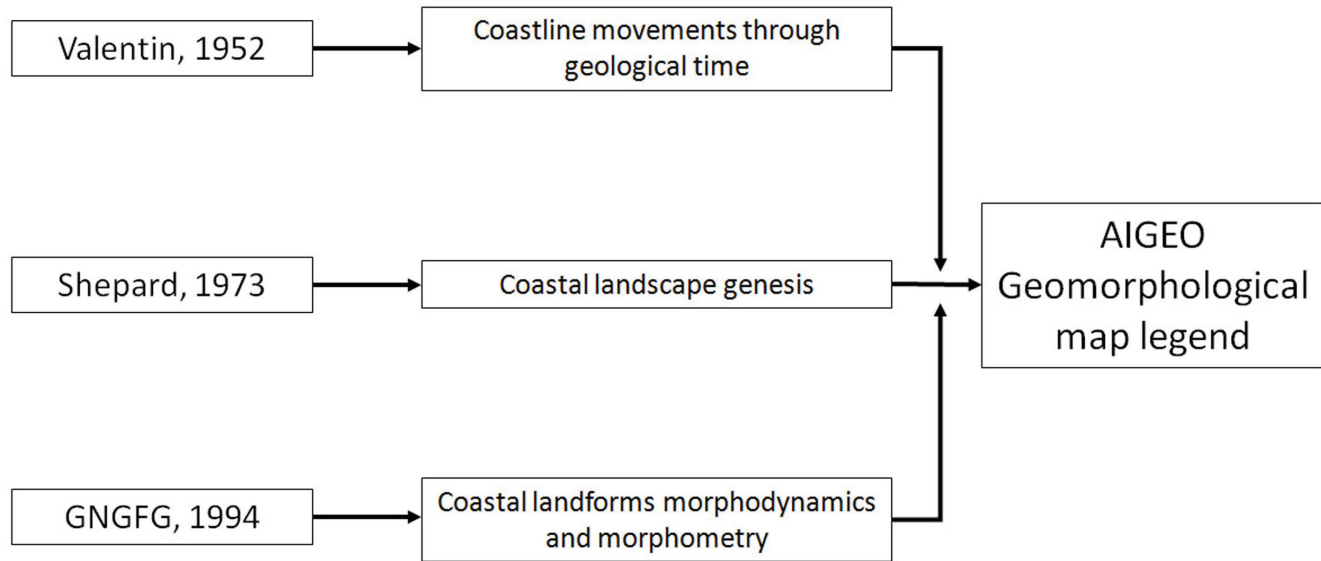 Valentin, 1952
Coastline movements through
geological time
Shepard, 1973
Coastal landscape genesis
AIGEO
Geomorphological
map legend
GNGFG, 1994
Coastal landforms morphodynamics
and morphometry